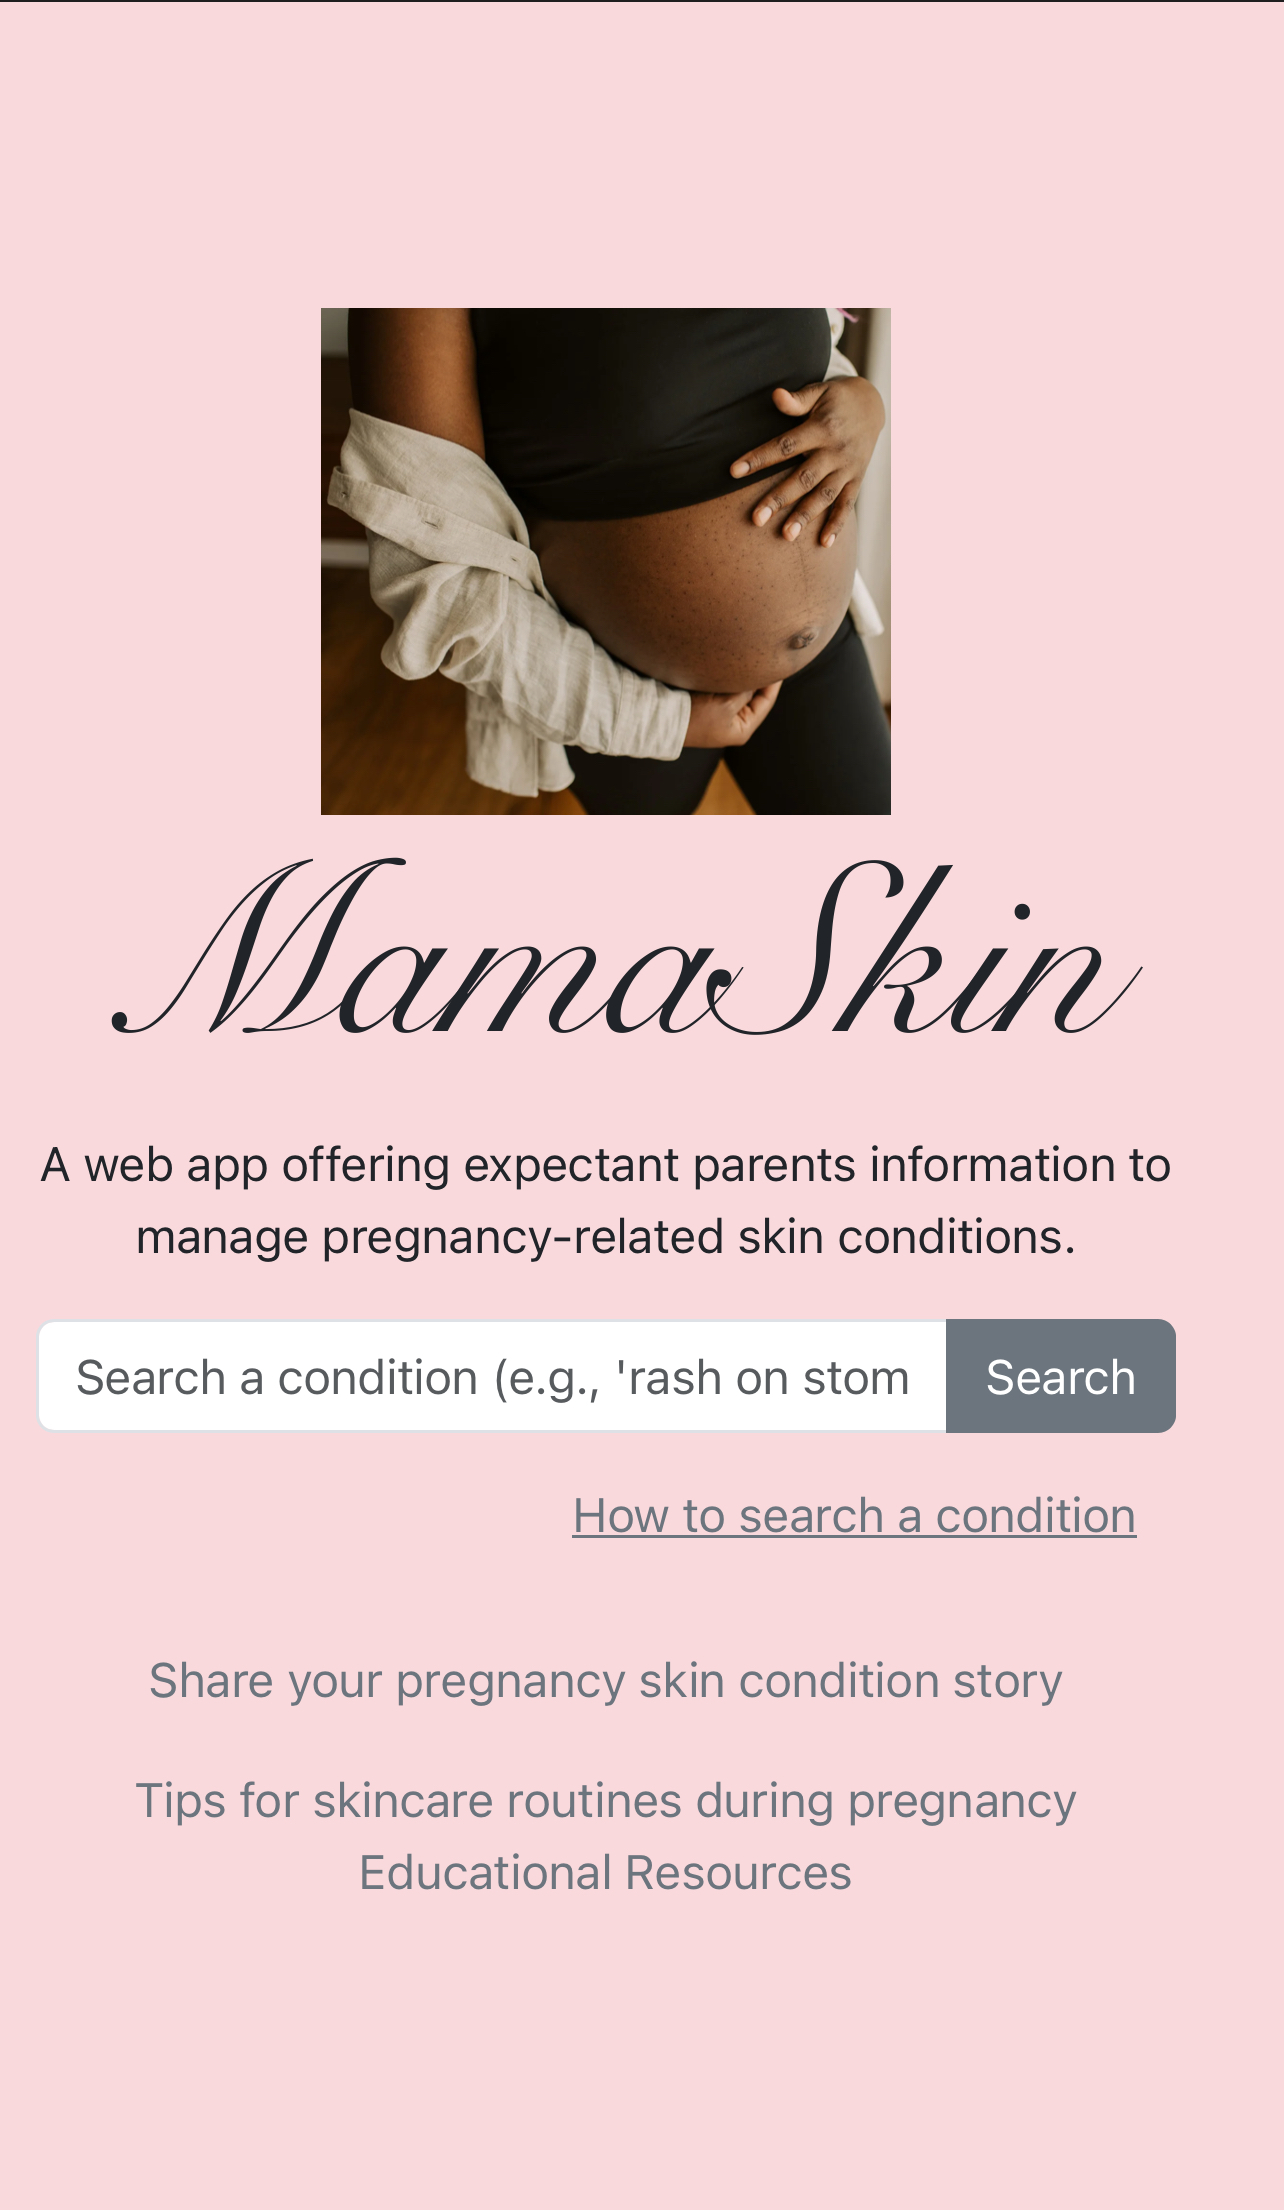 MamaSkin
A web app offering expectant parents information to
manage pregnancy-related skin conditions.
Search a condition (e.g., 'rash on stom
Search
How to search a condition
Share your pregnancy skin condition story
Tips for skincare routines during pregnancy
Educational Resources